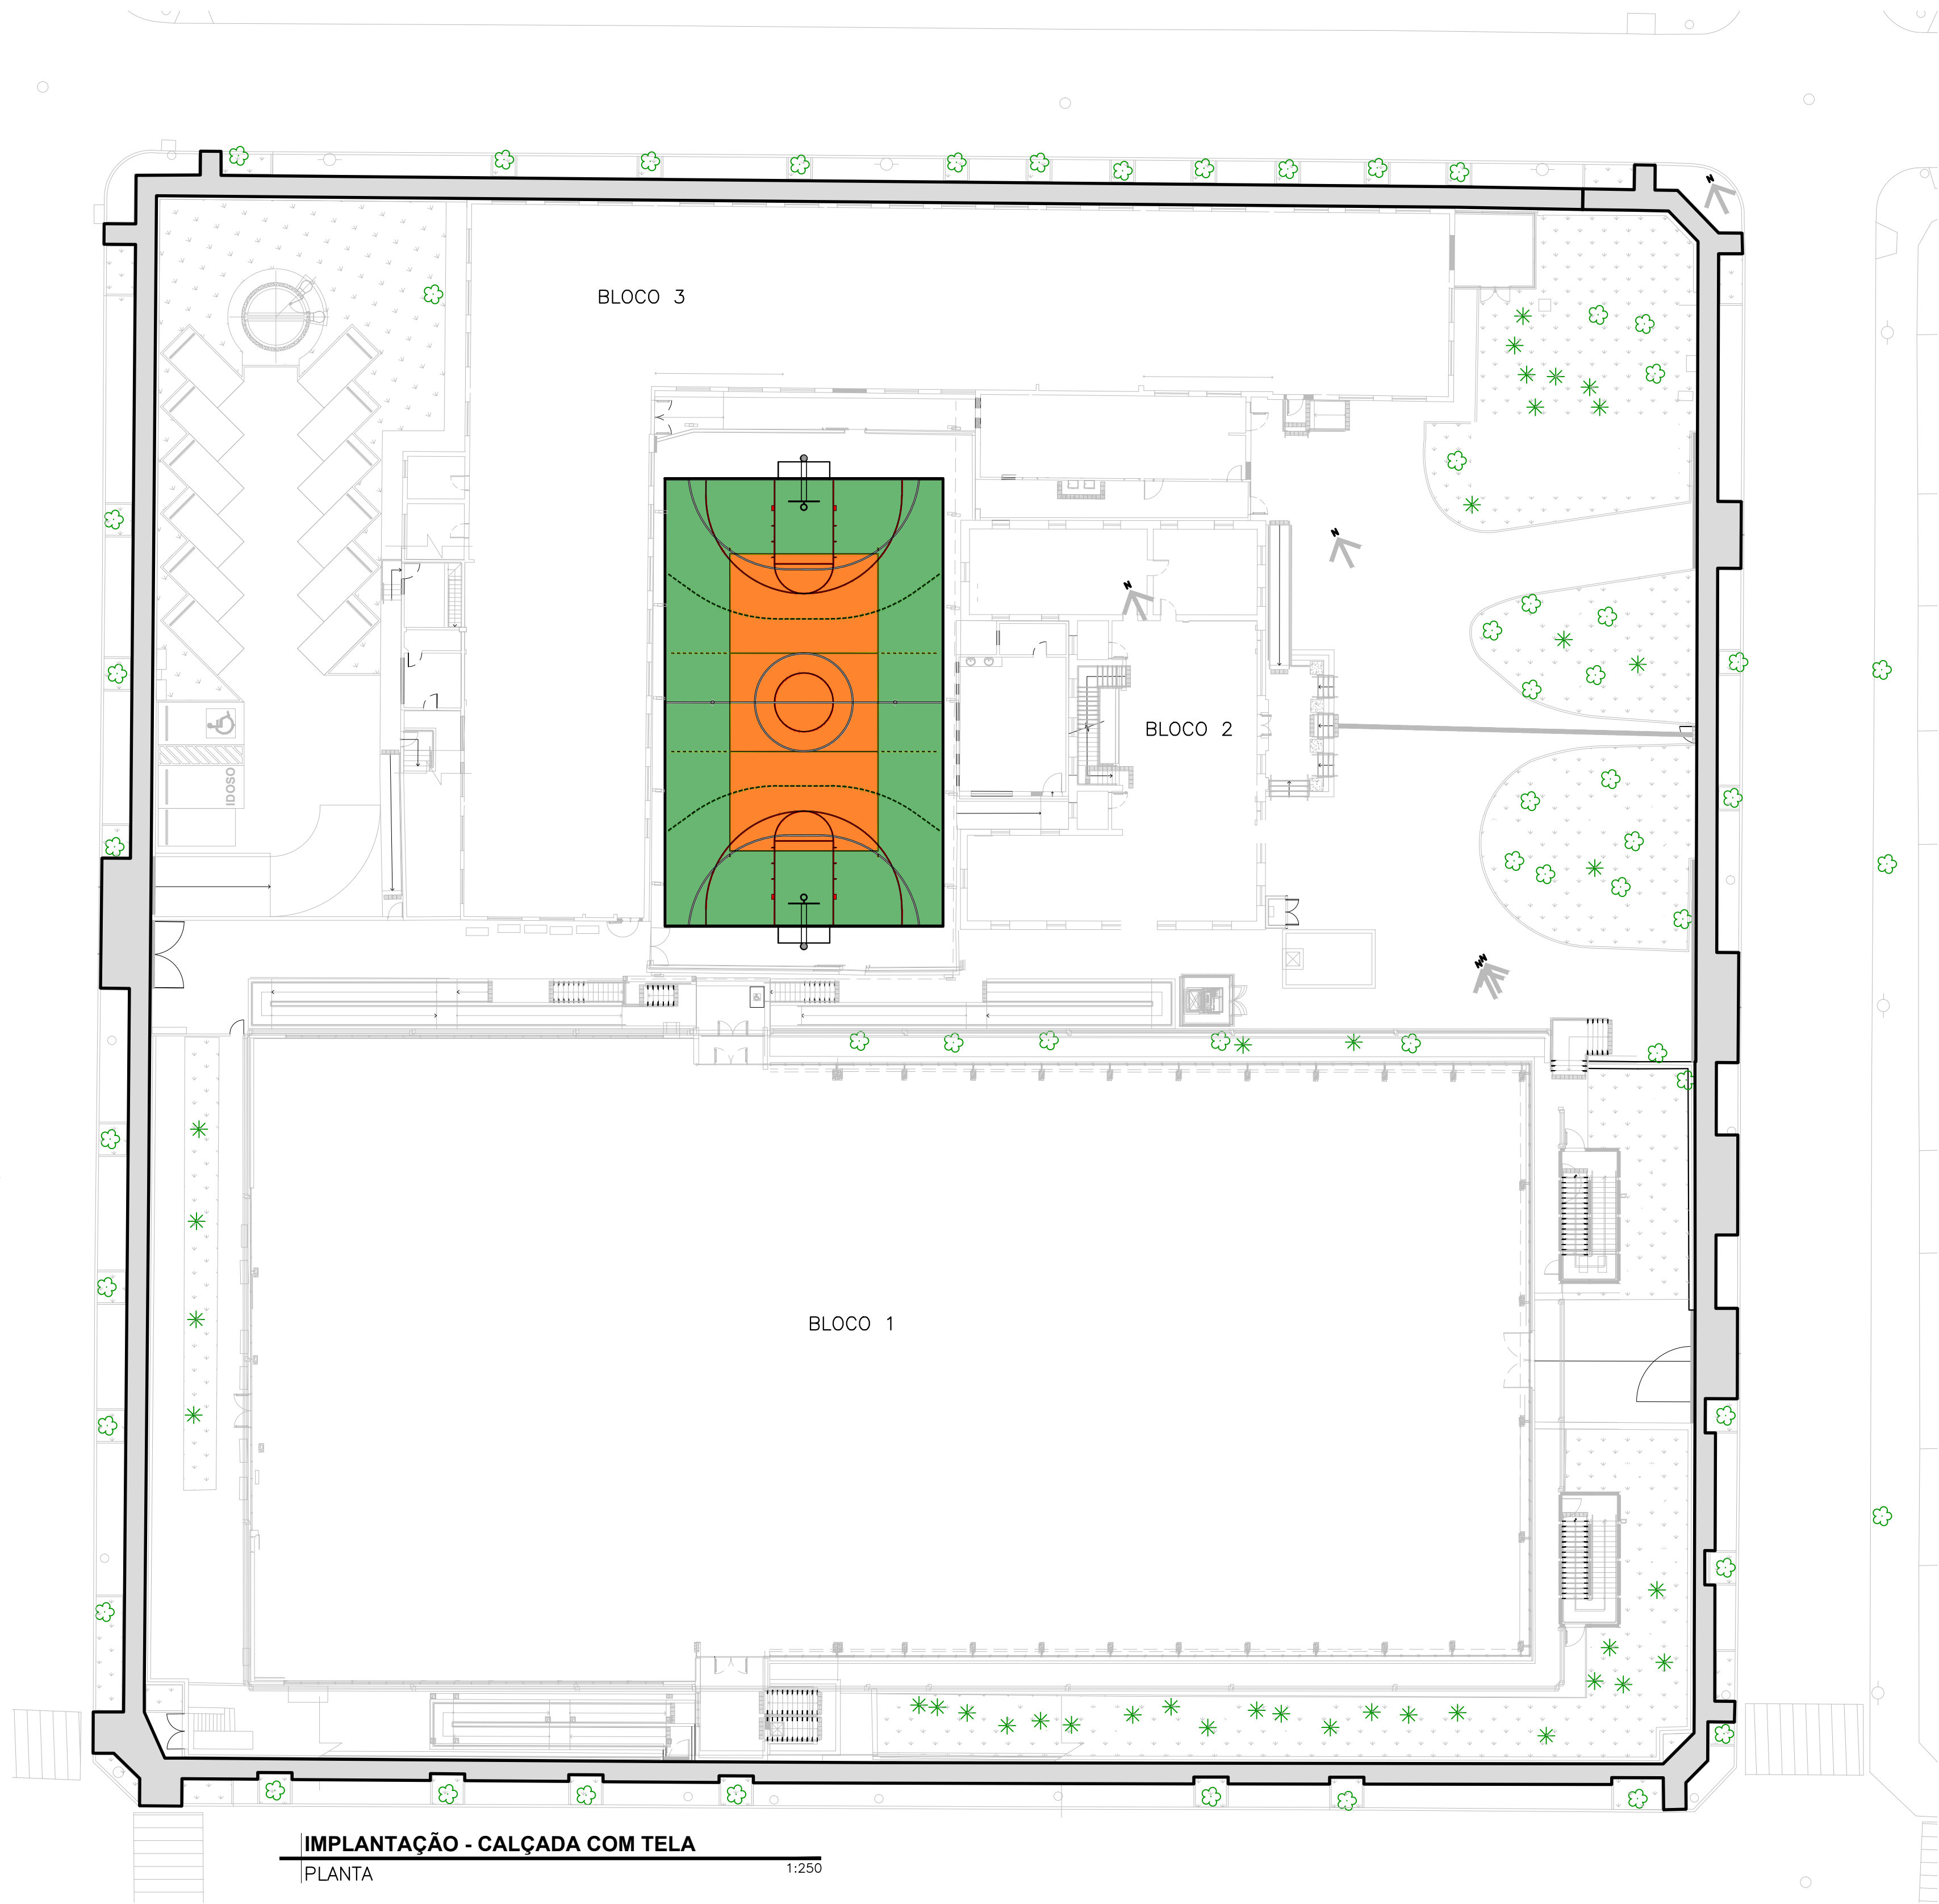 N
BLOCO 3
N
N
BLOCO 2
IDOSO
BLOCO 1
IMPLANTAÇÃO - CALÇADA COM TELA
PLANTA
1:250